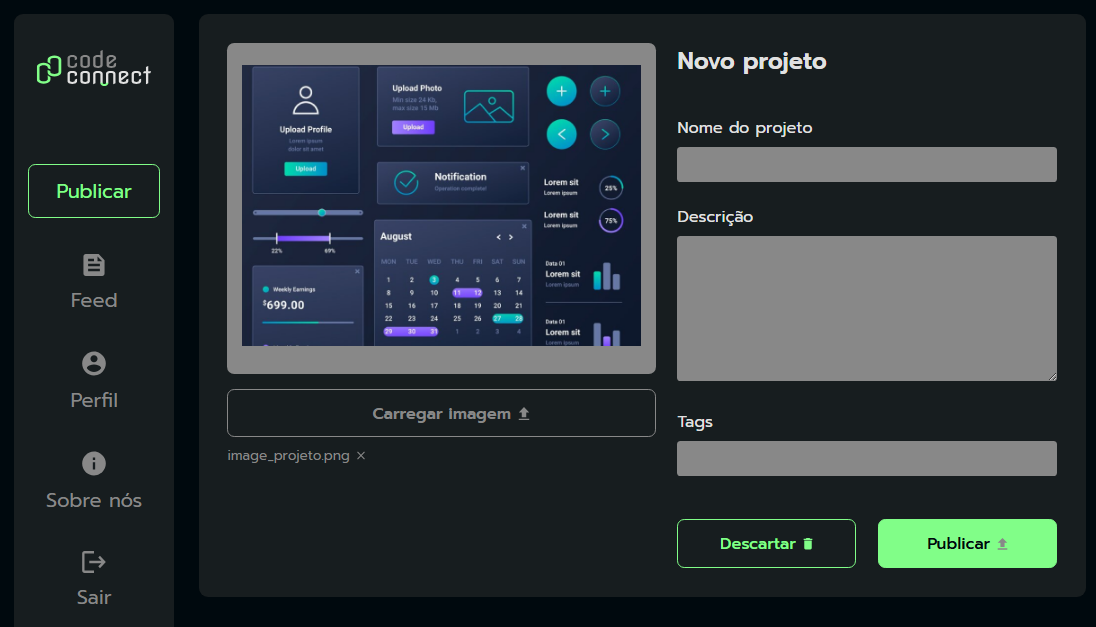 code
connect
Publicar
Feed
Perfil
Sobre nós
Sair
Upload Profile
Lorem ipsum
dolor sit amet
Upload
Upload Photo
Min size 24 Kb,
max size 15 Mb
Upload
Notification
Operation complete!
Lorem sit
Lorem ipsum
25%
Lorem sit
Lorem ipsum
75%
22% 69%
August
MON TUE WED THU FRI SAT SUN
1 2 3 4 5 6 7
8 9 10 11 12 13 14
15 16 17 18 19 20 21
22 23 24 25 26 27 28
29 30 31 1 2 3 4
Weekly Earnings
$699.00
Data 01
Lorem sit
Lorem ipsum
Data 01
Lorem sit
Lorem ipsum
Carregar imagem
image_projeto.png
Novo projeto
Nome do projeto
Descrição
Tags
Descartar
Publicar